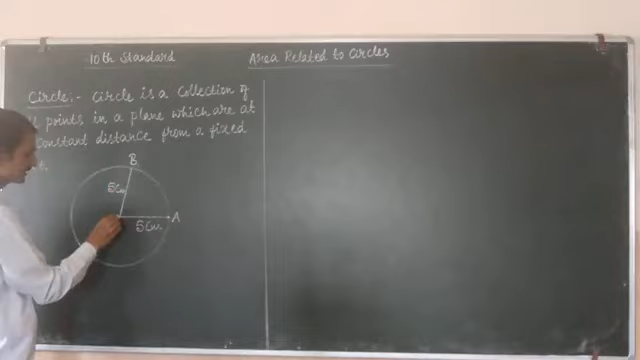 10th Standard
Area Related to Circles
Circle:- Circle is a collection of
points in a plane which are at
Constant distance from a fixed
B
5cm
A
5cm